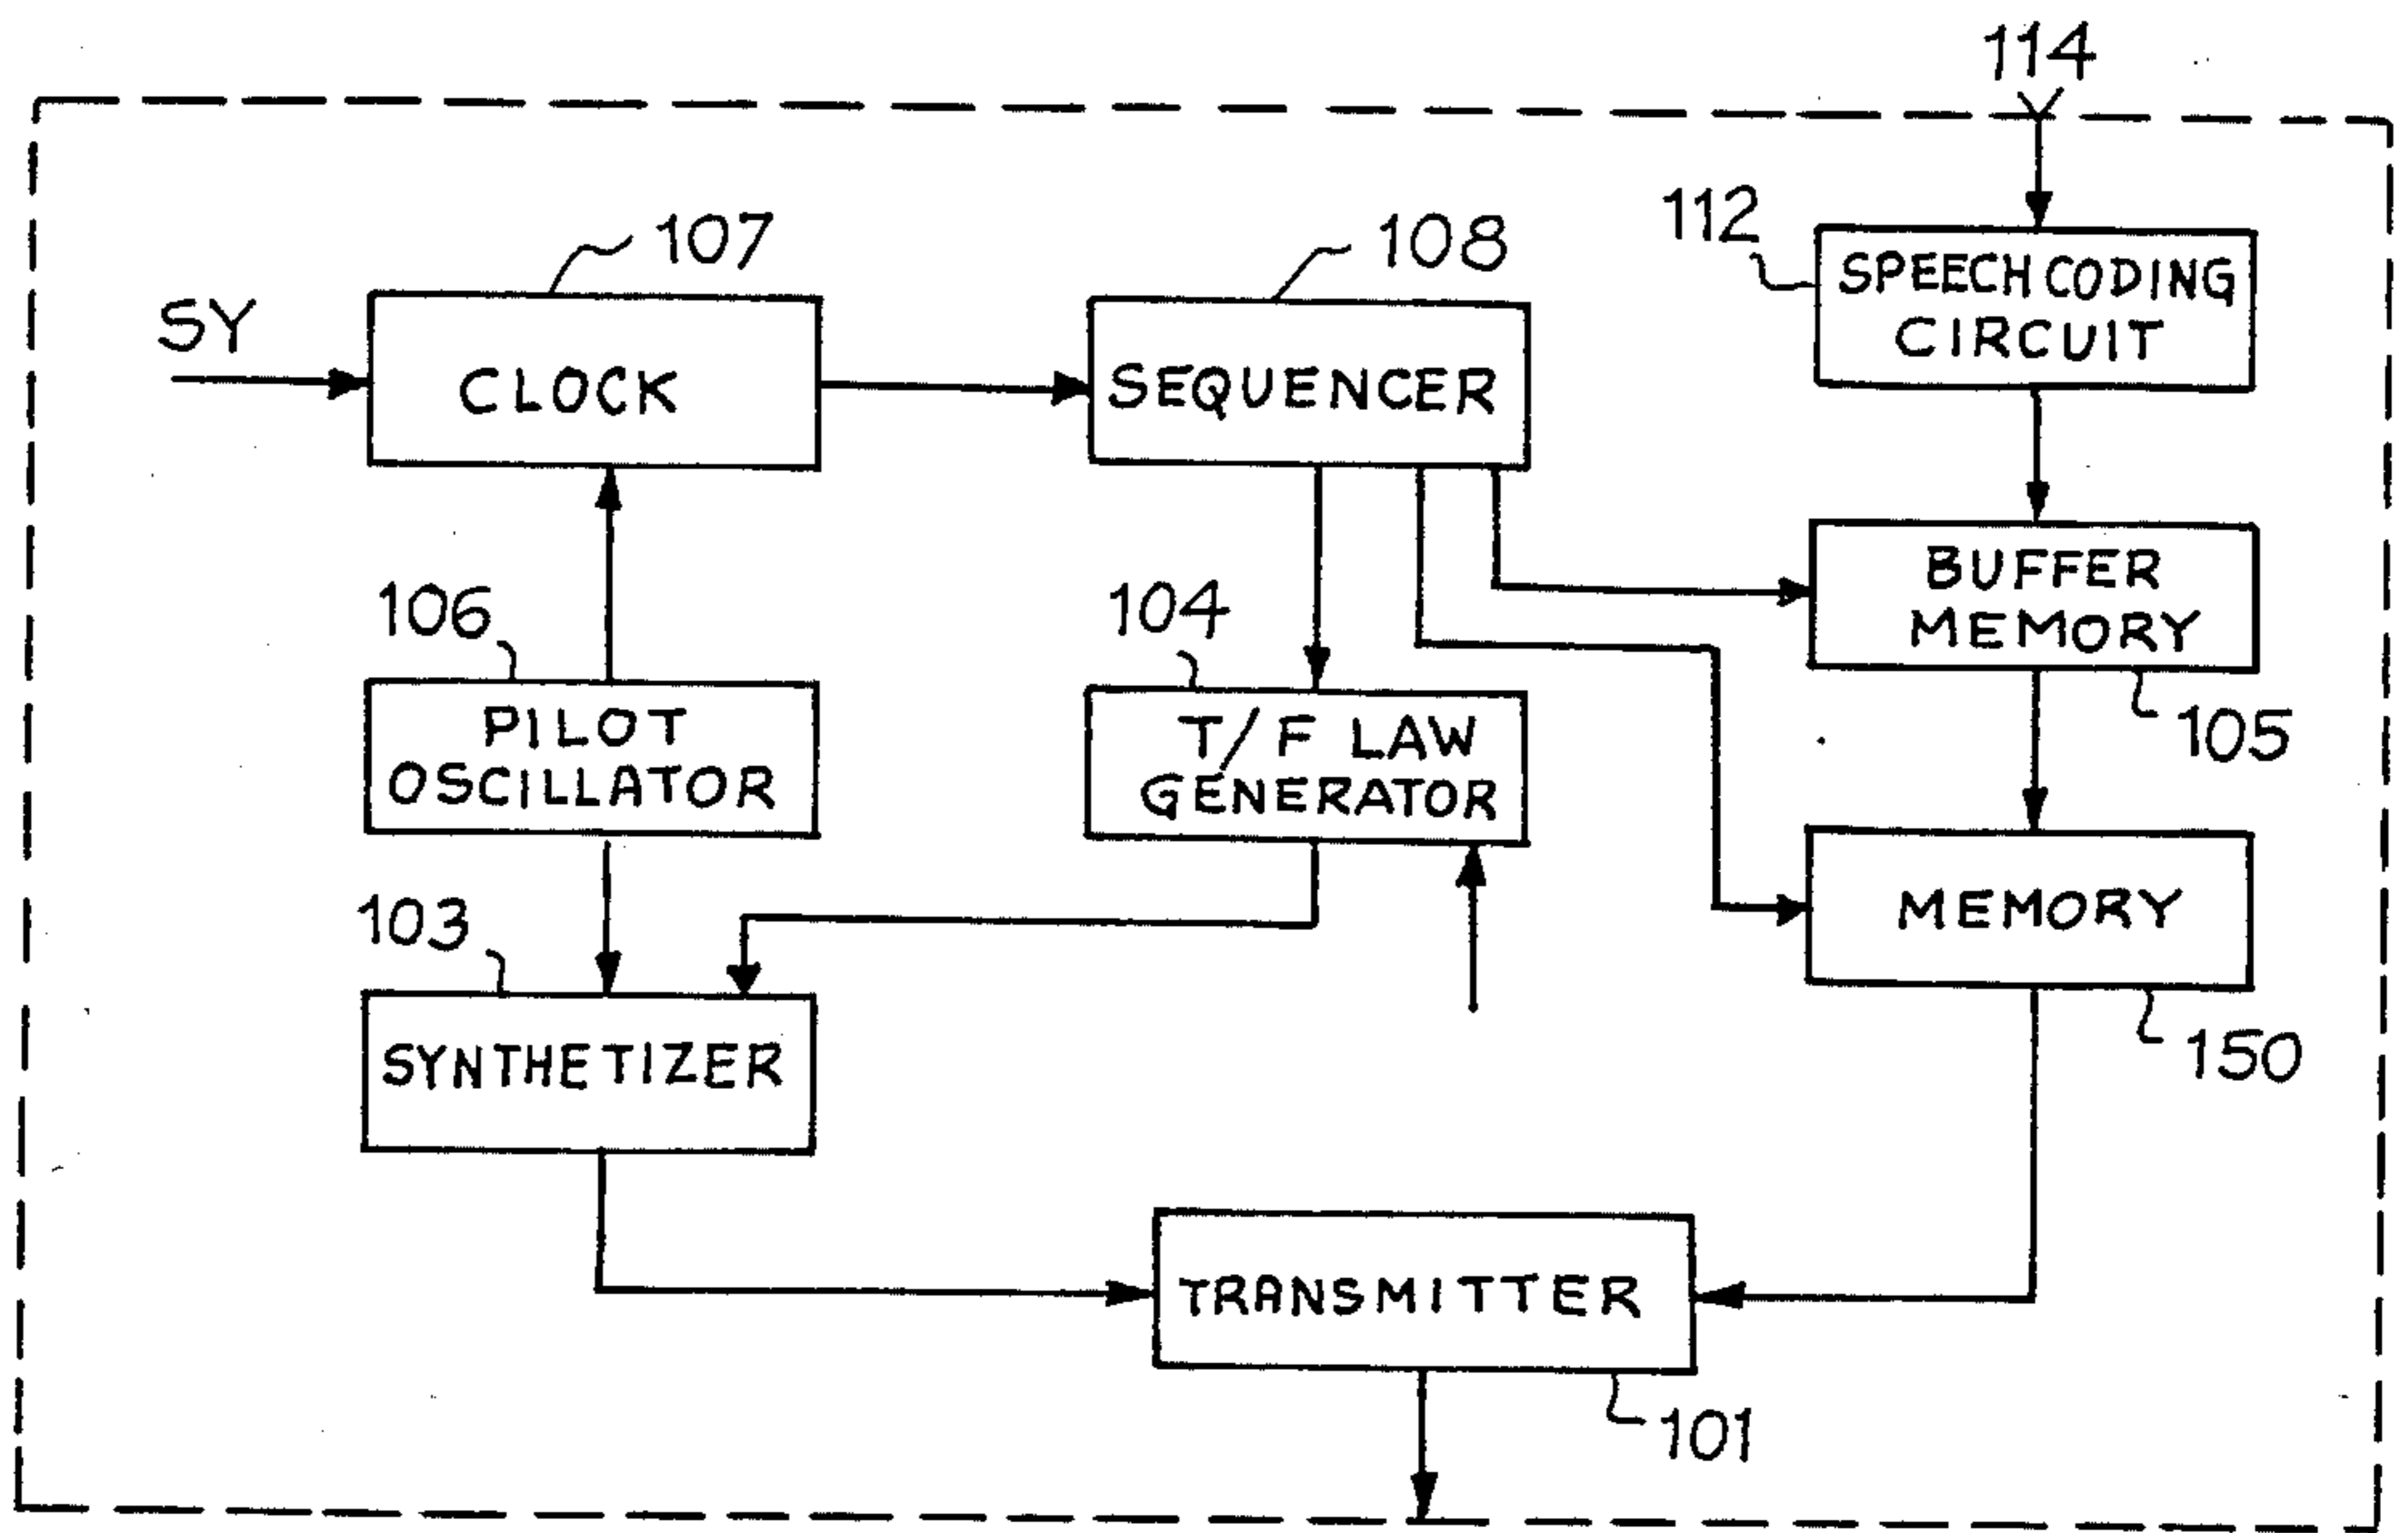 114
107
108
112
SPEECH CODING
CIRCUIT
SY
CLOCK
SEQUENCER
106
104
BUFFER
MEMORY
105
PILOT
OSCILLATOR
T/F LAW
GENERATOR
103
MEMORY
150
SYNTHETIZER
TRANSMITTER
101